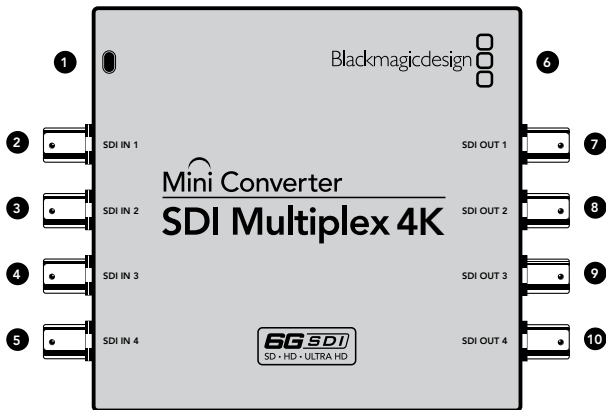 1
Blackmagicdesign
6
2
SDI IN 1
SDI OUT 1
7
Mini Converter
3
SDI IN 2
SDI Multiplex 4K
SDI OUT 2
8
4
SDI IN 3
SDI OUT 3
9
5
SDI IN 4
6G SDI
SD • HD • ULTRA HD
SDI OUT 4
10